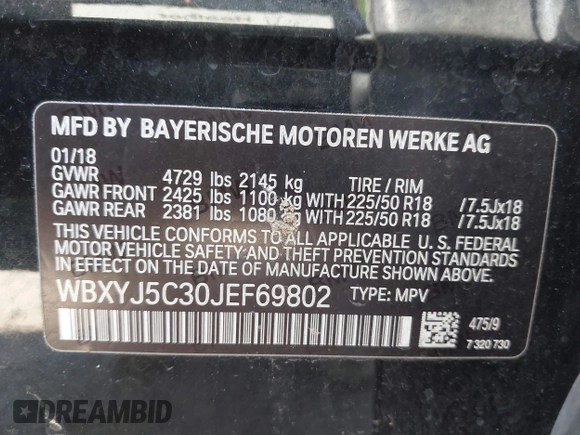 MFD BY BAYERISCHE MOTOREN WERKE AG
01/18
GVWR 4729 lbs 2145 kg TIRE / RIM
GAWR FRONT 2425 lbs 1100 kg WITH 225/50 R18 /7.5Jx18
GAWR REAR 2381 lbs 1080 kg WITH 225/50 R18 /7.5Jx18
THIS VEHICLE CONFORMS TO ALL APPLICABLE U. S. FEDERAL
MOTOR VEHICLE SAFETY AND THEFT PREVENTION STANDARDS
IN EFFECT ON THE DATE OF MANUFACTURE SHOWN ABOVE.
WBXYJ5C30JEF69802 TYPE: MPV
475/9
7 320 730
DREAMBID